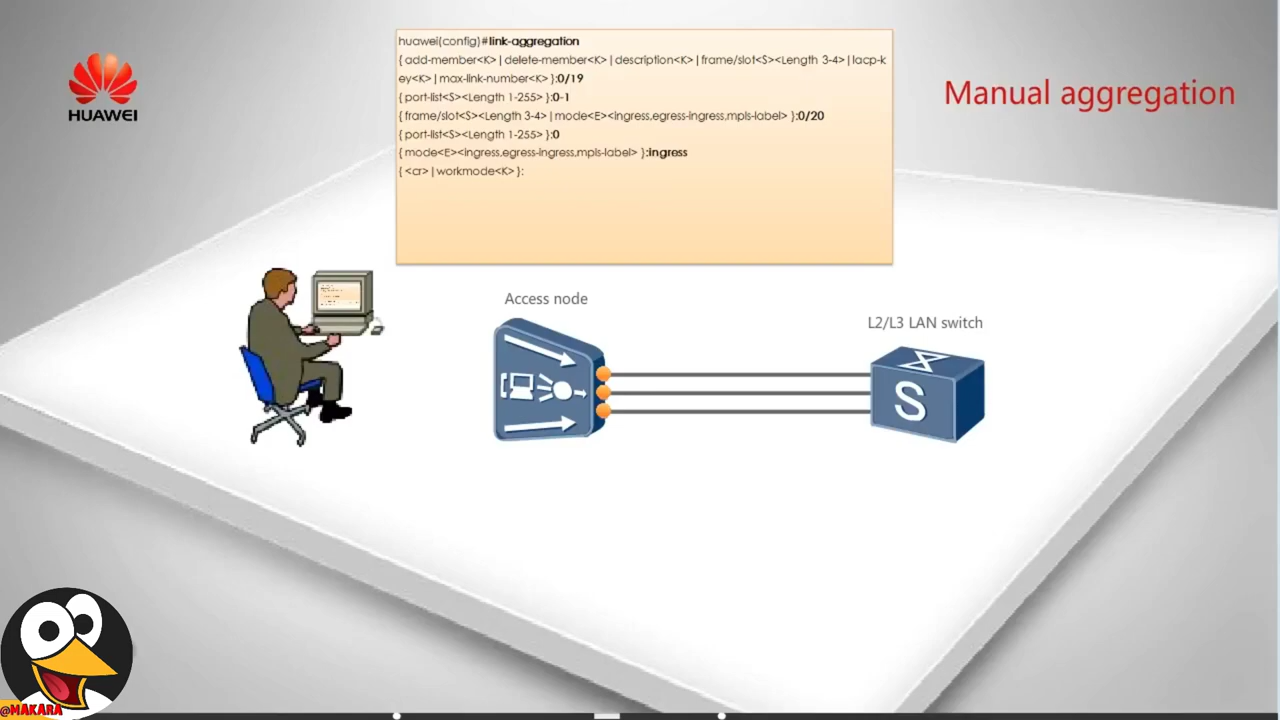 huawei(config)#link-aggregation
{ add-member<K>|delete-member<K>|description<K>|frame/slot<S><Length 3-4>|lacp-k
ey<K>|max-link-number<K> }:0/19
{ port-list<S><Length 1-255> }:0-1
{ frame/slot<S><Length 3-4>|mode<E><ingress,egress-ingress,mpls-label> }:0/20
{ port-list<S><Length 1-255> }:0
{ mode<E><ingress,egress-ingress,mpls-label> }:ingress
{ <cr>|workmode<K> }:
HUAWEI
Manual aggregation
Access node
L2/L3 LAN switch
S
@MAKARA